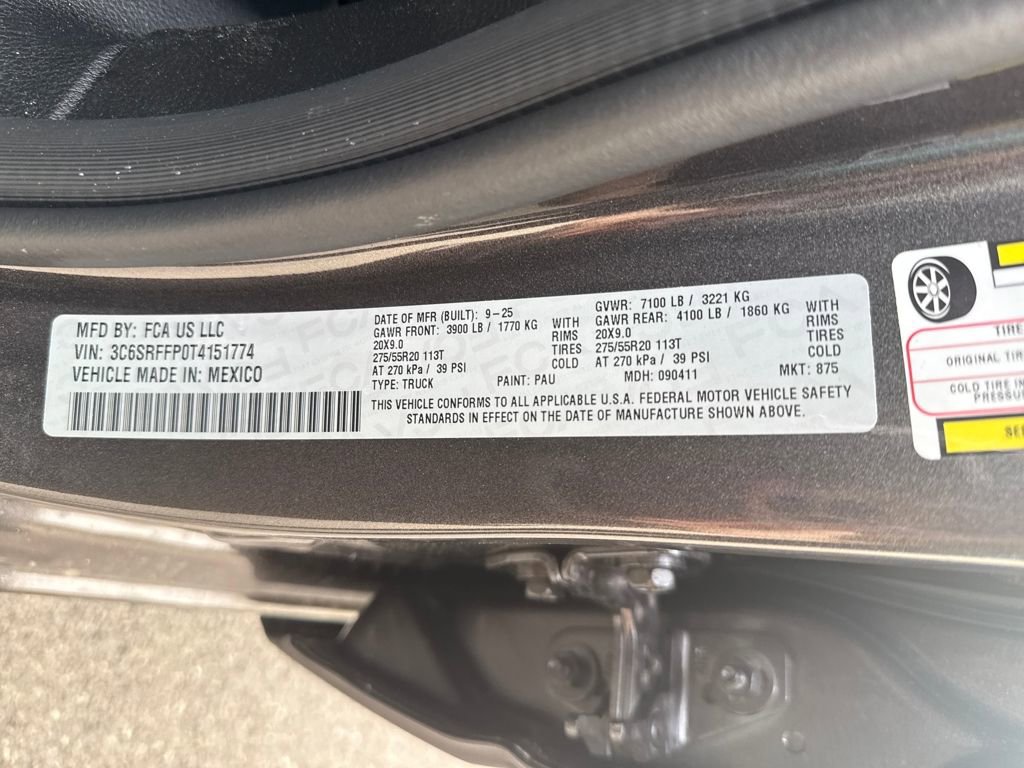 MFD BY: FCA US LLC
VIN: 3C6SRFFP0T4151774
VEHICLE MADE IN: MEXICO
DATE OF MFR (BUILT): 9-25
GAWR FRONT: 3900 LB / 1770 KG WITH
20X9.0 RIMS
275/55R20 113T TIRES
AT 270 kPa / 39 PSI COLD
TYPE: TRUCK PAINT: PAU
GVWR: 7100 LB / 3221 KG
GAWR REAR: 4100 LB / 1860 KG WITH
20X9.0 RIMS
275/55R20 113T TIRES
AT 270 kPa / 39 PSI COLD
MDH: 090411 MKT: 875
THIS VEHICLE CONFORMS TO ALL APPLICABLE U.S.A. FEDERAL MOTOR VEHICLE SAFETY
STANDARDS IN EFFECT ON THE DATE OF MANUFACTURE SHOWN ABOVE.
TIRE
ORIGINAL TIR
COLD TIRE IN
PRESSUR
SEE